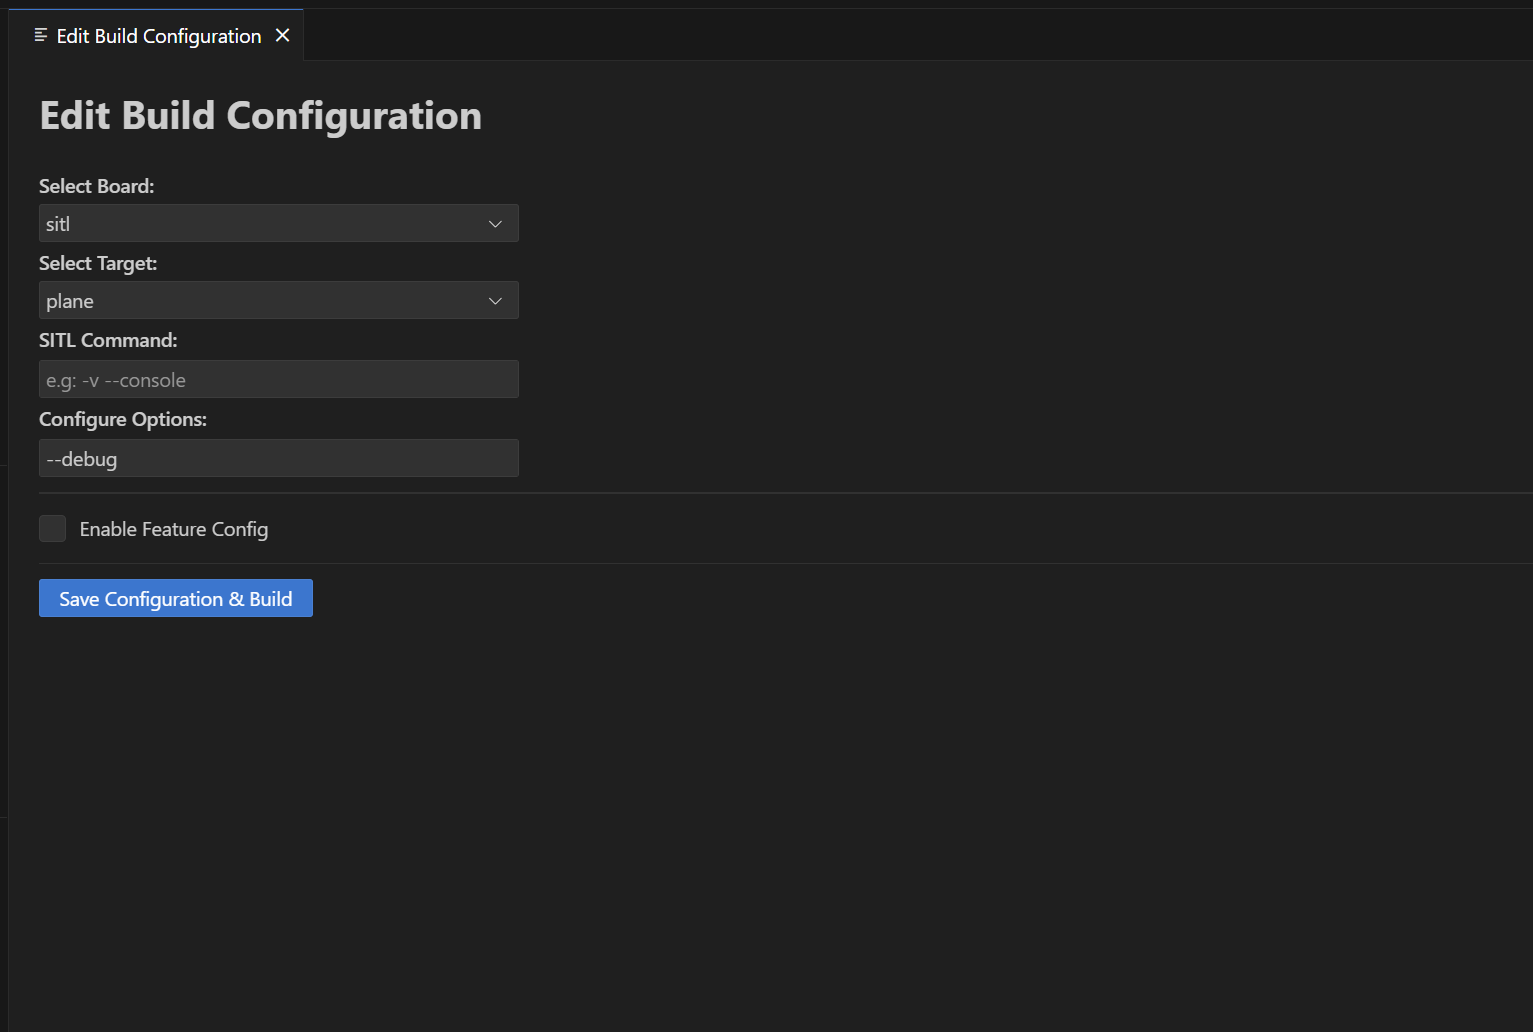 Edit Build Configuration
Edit Build Configuration
Select Board:
sitl
Select Target:
plane
SITL Command:
e.g: -v --console
Configure Options:
--debug
Enable Feature Config
Save Configuration & Build